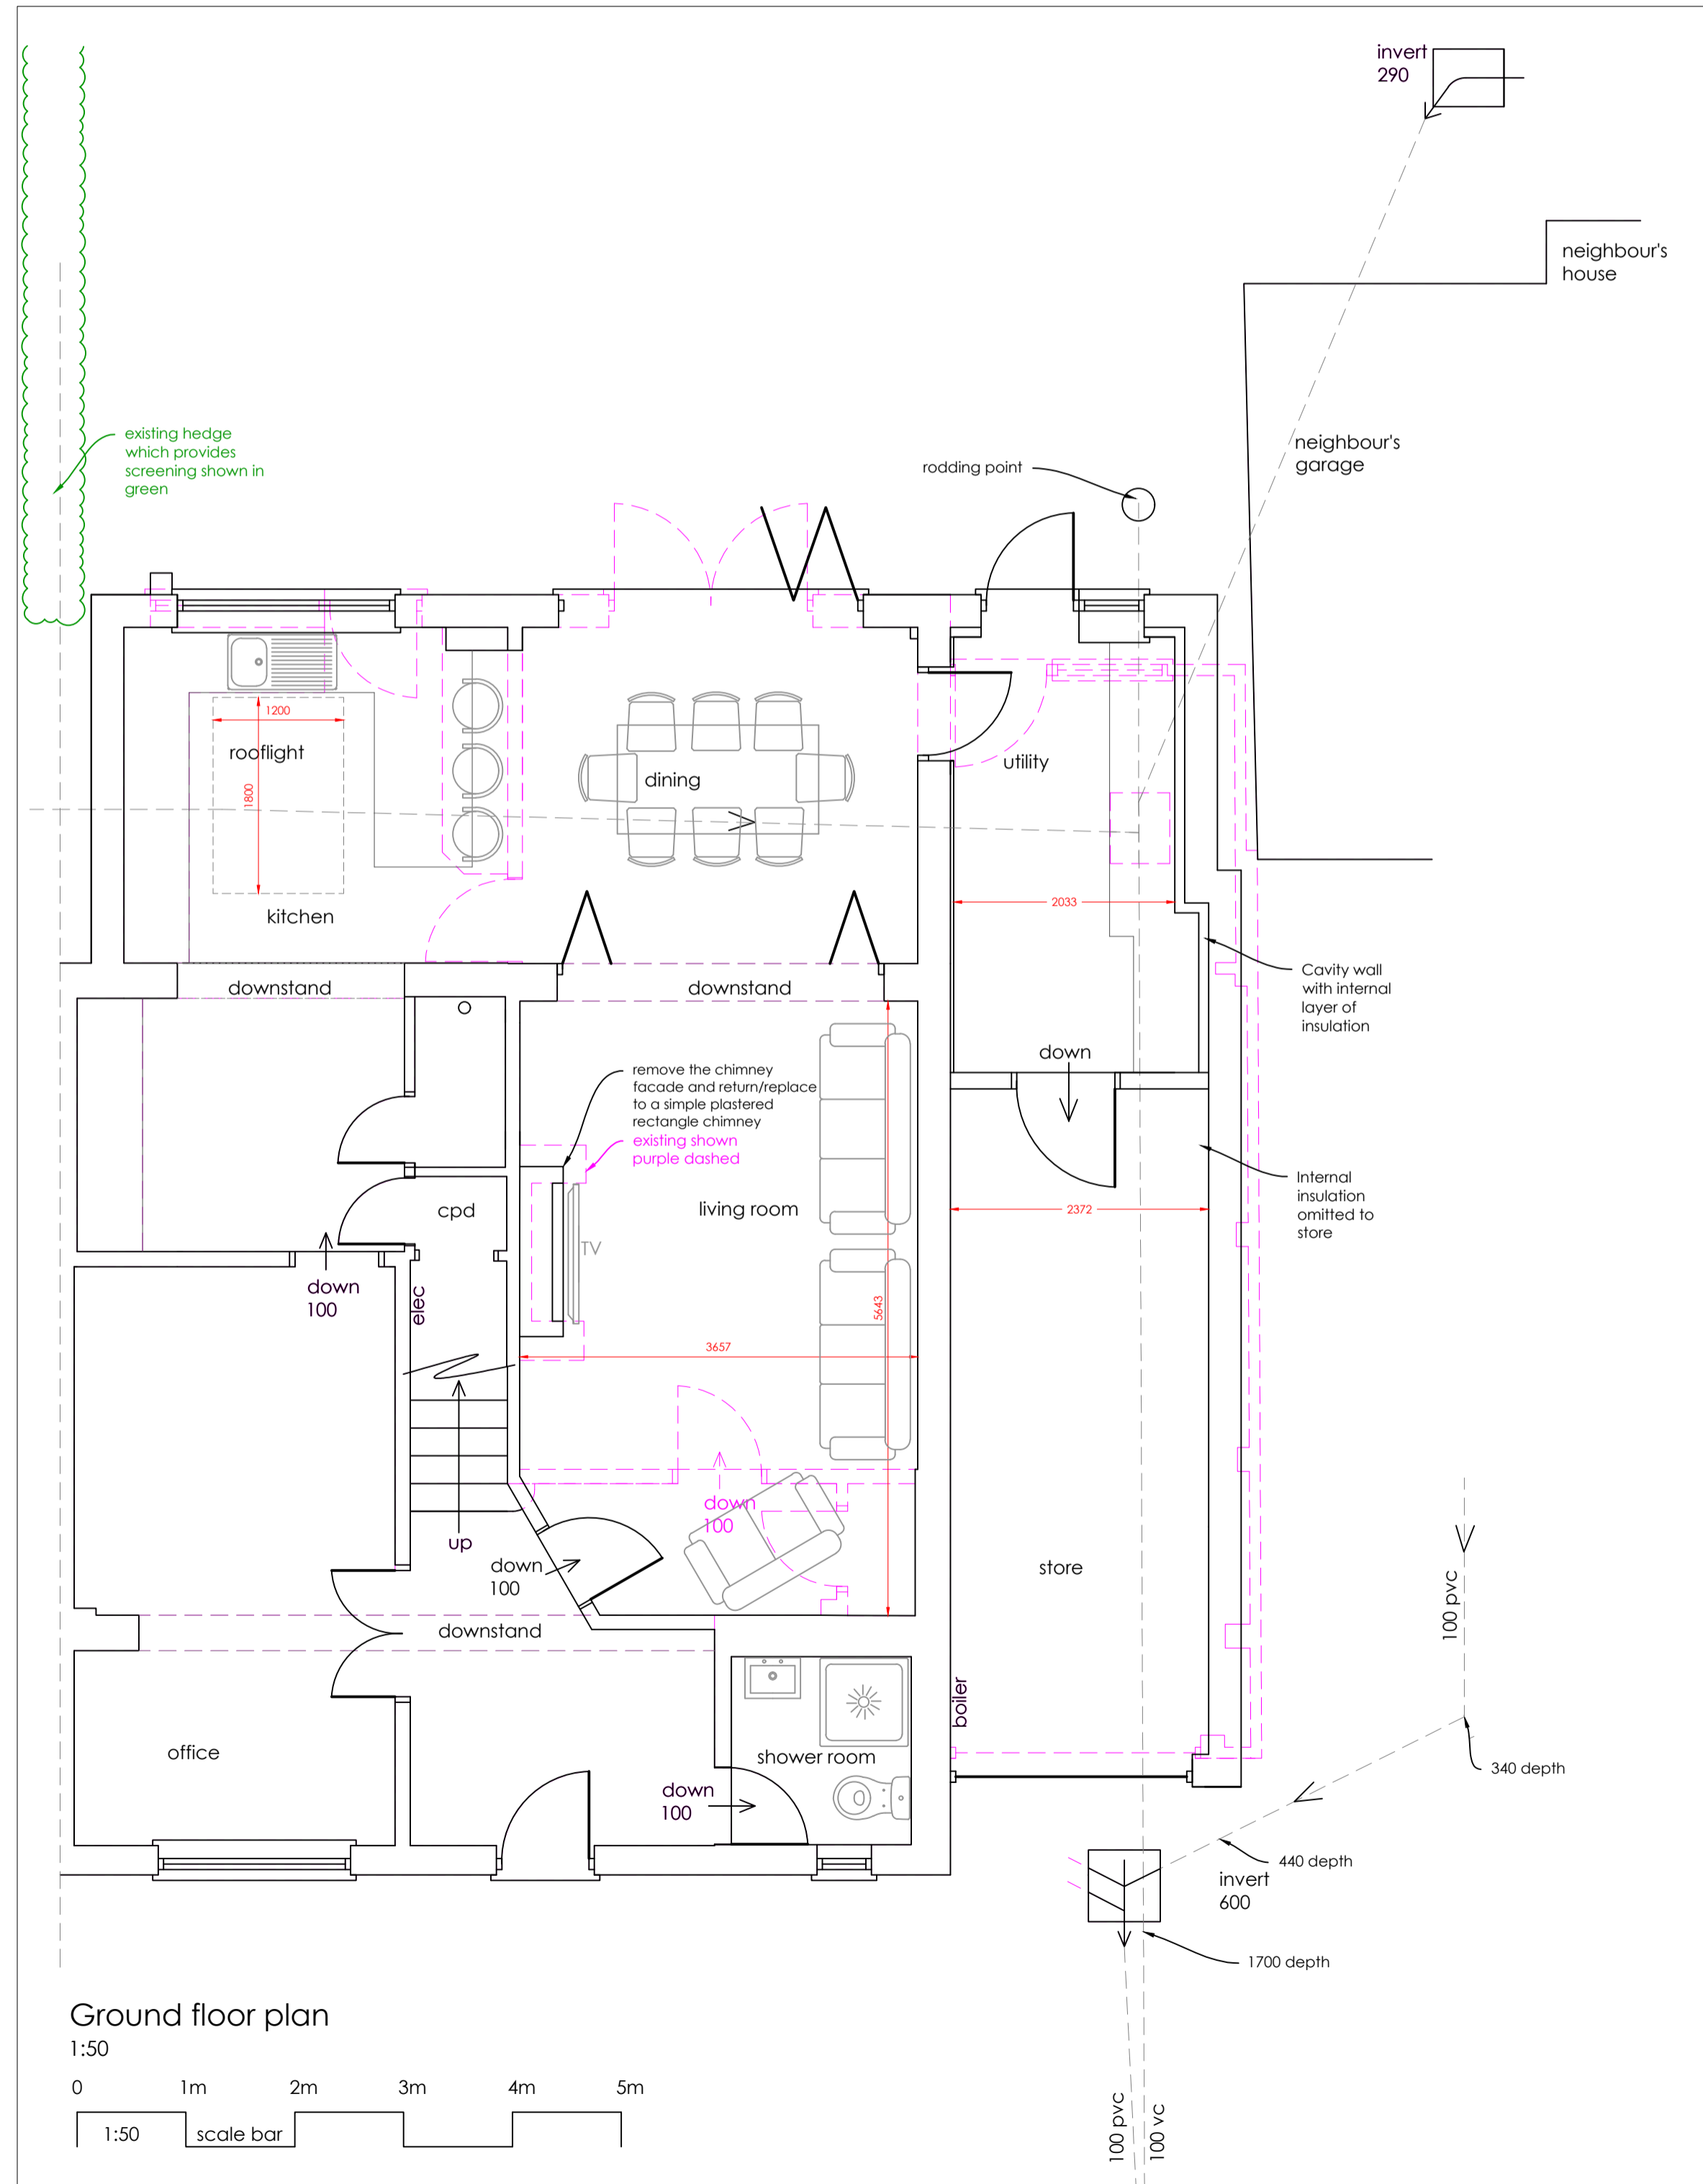 invert
290
neighbour's
house
existing hedge
which provides
screening shown in
green
neighbour's
garage
rodding point
1200
rooflight
1800
dining
utility
kitchen
2033
downstand
downstand
Cavity wall
with internal
layer of
insulation
down
remove the chimney
facade and return/replace
to a simple plastered
rectangle chimney
existing shown
purple dashed
cpd
living room
TV
Internal
insulation
omitted to
store
2372
down
100
elec
5643
3657
down
100
up
down
100
store
100 pvc
downstand
boiler
office
shower room
down
100
340 depth
440 depth
invert
600
1700 depth
Ground floor plan
1:50
0 1m 2m 3m 4m 5m
1:50 scale bar
100 pvc
100 vc